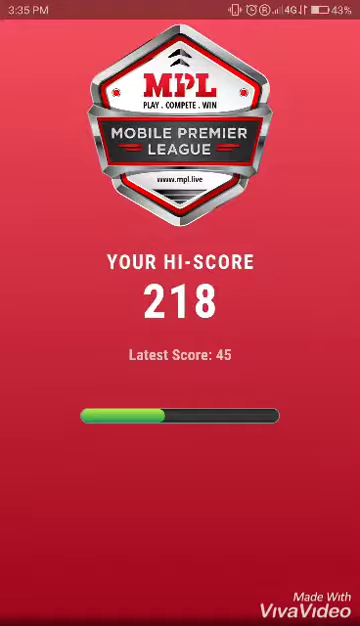 3:35 PM ® 4G 43%
MPL
PLAY . COMPETE . WIN
MOBILE PREMIER
LEAGUE
www.mpl.live
YOUR HI-SCORE
218
Latest Score: 45
Made With
VivaVideo